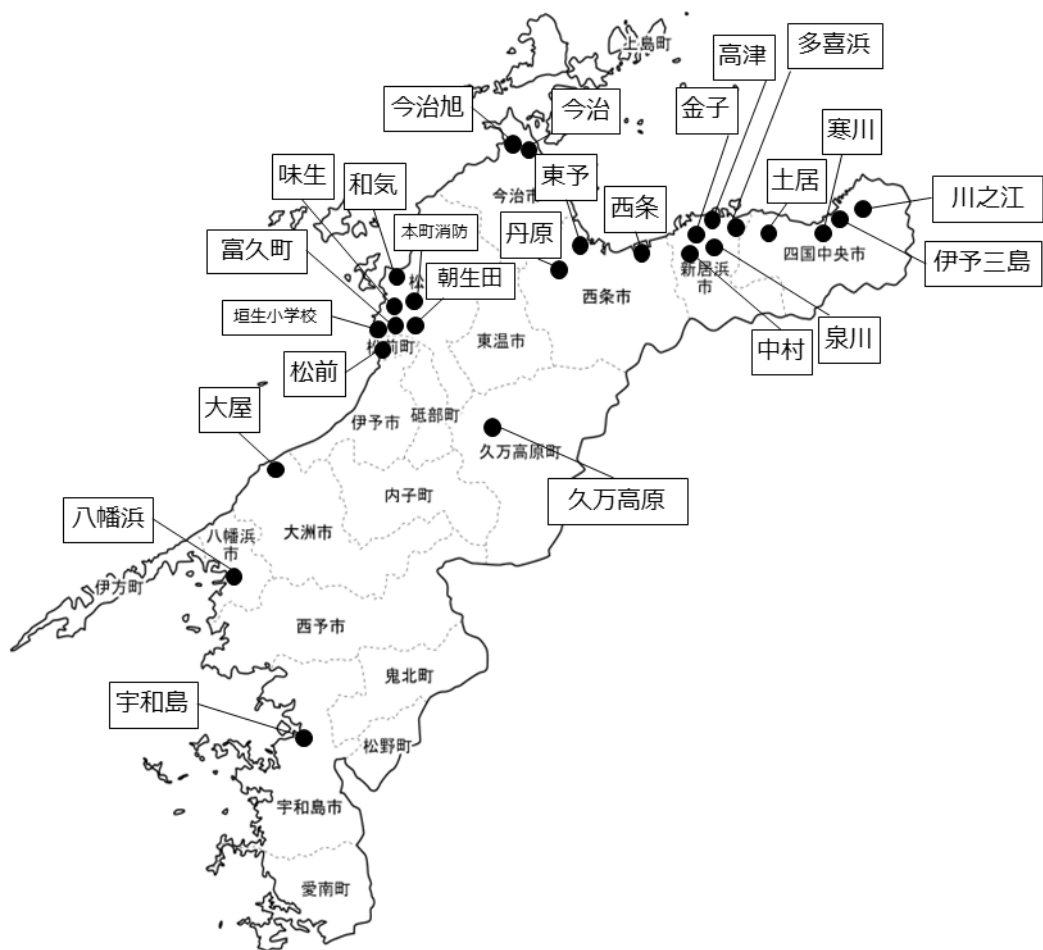 上島町
高津
多喜浜
今治旭
今治
金子
寒川
味生
和気
東予
西条
土居
川之江
今治市
本町消防
丹原
富久町
朝生田
四国中央市
伊予三島
松
新居浜
市
垣生小学校
西条市
松前町
東温市
中村
泉川
松前
大屋
伊予市
砥部町
久万高原町
内子町
久万高原
八幡浜
八幡浜
市
大洲市
伊方町
西予市
鬼北町
宇和島
松野町
宇和島市
愛南町